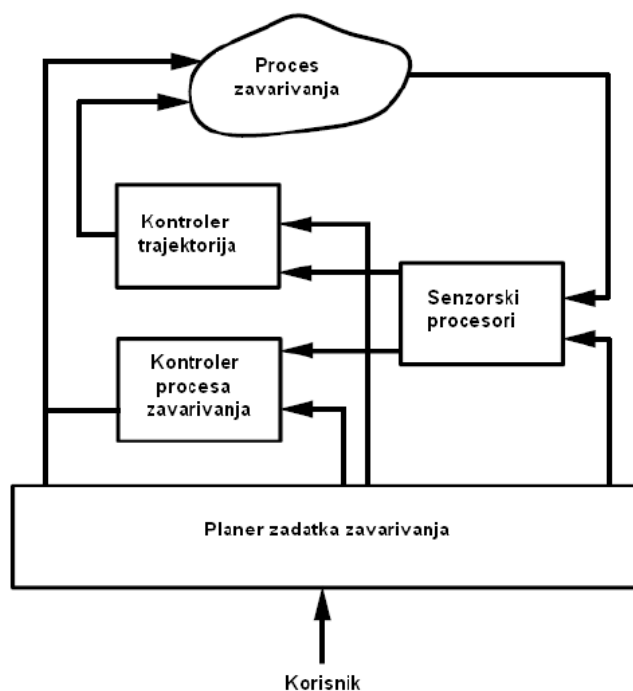 Proces
zavarivanja
Kontroler
trajektorija
Senzorski
procesori
Kontroler
procesa
zavarivanja
Planer zadatka zavarivanja
Korisnik